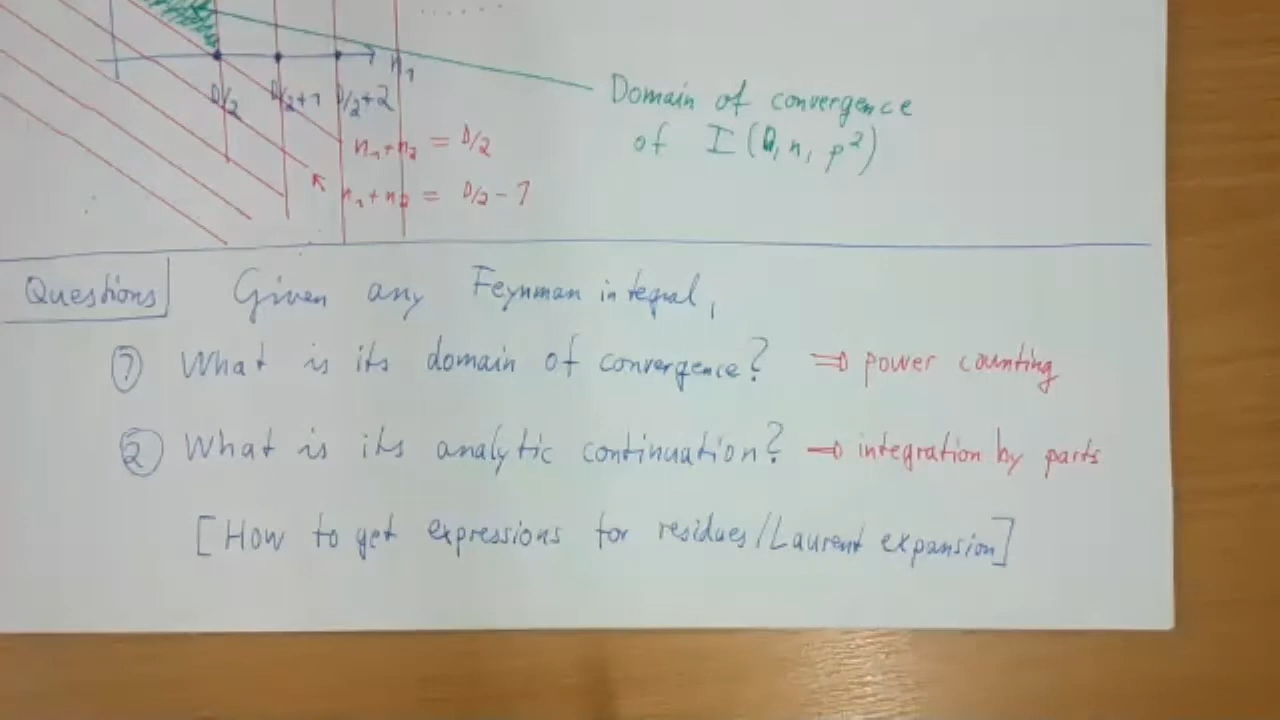 n₁
D/2 D/2+1 D/2+2
Domain of convergence
of I(D, n, p²)
n₁+n₂ = D/2
n₁+n₂ = D/2-1
Questions Given any Feynman integral,
① What is its domain of convergence? ⇒ power counting
② What is its analytic continuation? ⇒ integration by parts
[How to get expressions for residues/Laurent expansion]